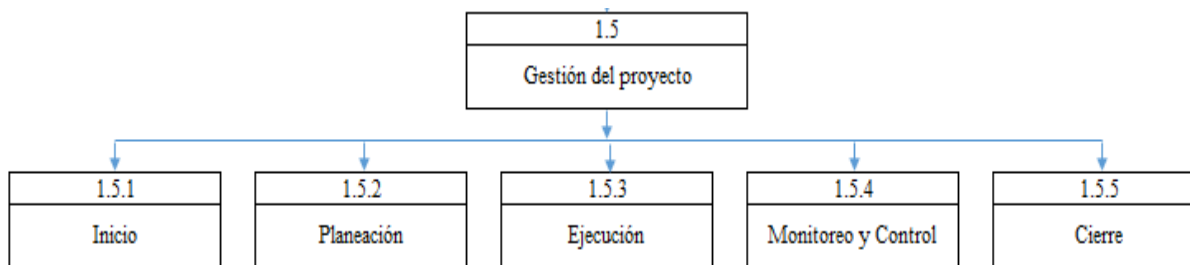 1.5
Gestión del proyecto
1.5.1
Inicio
1.5.2
Planeación
1.5.3
Ejecución
1.5.4
Monitoreo y Control
1.5.5
Cierre